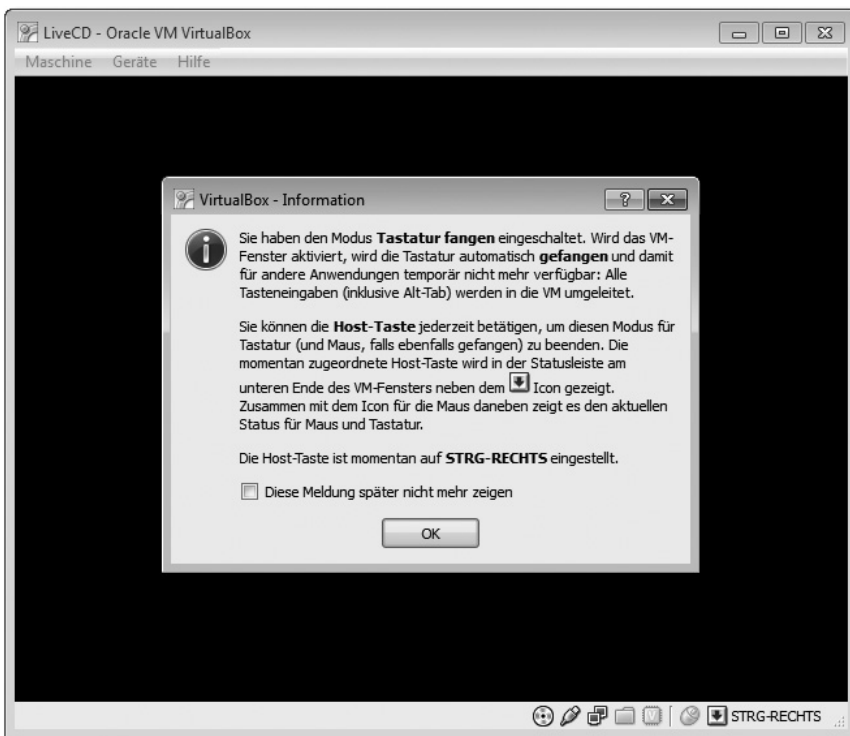 LiveCD - Oracle VM VirtualBox
Maschine Geräte Hilfe
VirtualBox - Information
Sie haben den Modus Tastatur fangen eingeschaltet. Wird das VM-
Fenster aktiviert, wird die Tastatur automatisch gefangen und damit
für andere Anwendungen temporär nicht mehr verfügbar: Alle
Tasteneingaben (inklusive Alt-Tab) werden in die VM umgeleitet.
Sie können die Host-Taste jederzeit betätigen, um diesen Modus für
Tastatur (und Maus, falls ebenfalls gefangen) zu beenden. Die
momentan zugeordnete Host-Taste wird in der Statusleiste am
unteren Ende des VM-Fensters neben dem Icon gezeigt.
Zusammen mit dem Icon für die Maus daneben zeigt es den aktuellen
Status für Maus und Tastatur.
Die Host-Taste ist momentan auf STRG-RECHTS eingestellt.
Diese Meldung später nicht mehr zeigen
OK
STRG-RECHTS